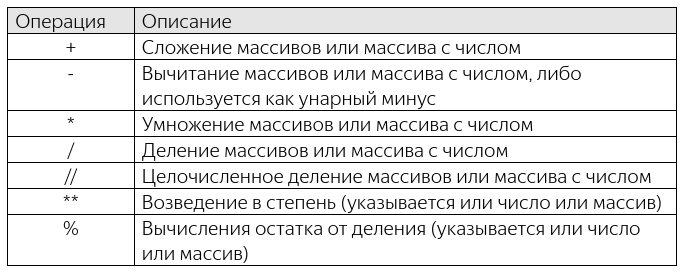 Операция Описание
+ Сложение массивов или массива с числом
- Вычитание массивов или массива с числом, либо
используется как унарный минус
* Умножение массивов или массива с числом
/ Деление массивов или массива с числом
// Целочисленное деление массивов или массива с числом
** Возведение в степень (указывается или число или массив)
% Вычисления остатка от деления (указывается или число
или массив)